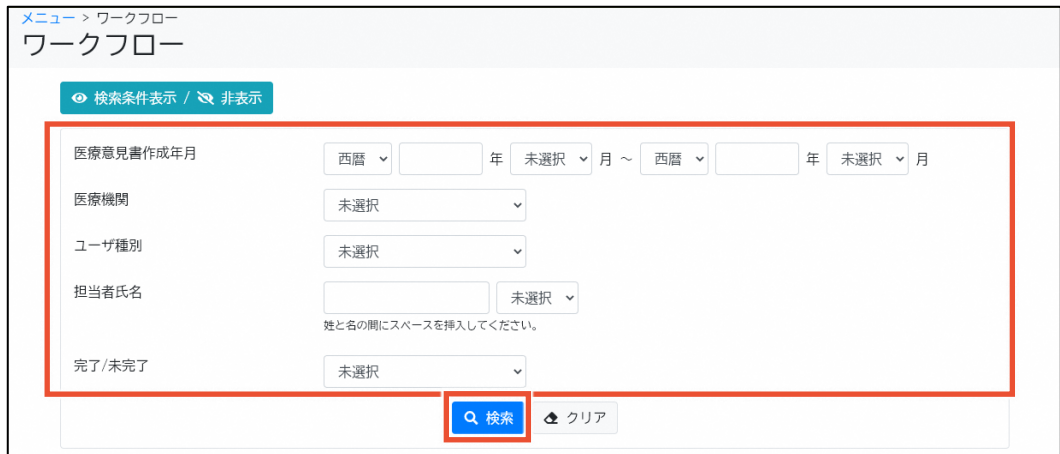 メニュー > ワークフロー
ワークフロー
検索条件表示 / 非表示
医療意見書作成年月 西暦 年 未選択 月 ～ 西暦 年 未選択 月
医療機関 未選択
ユーザ種別 未選択
担当者氏名 未選択
姓と名の間にスペースを挿入してください。
完了/未完了 未選択
検索 クリア